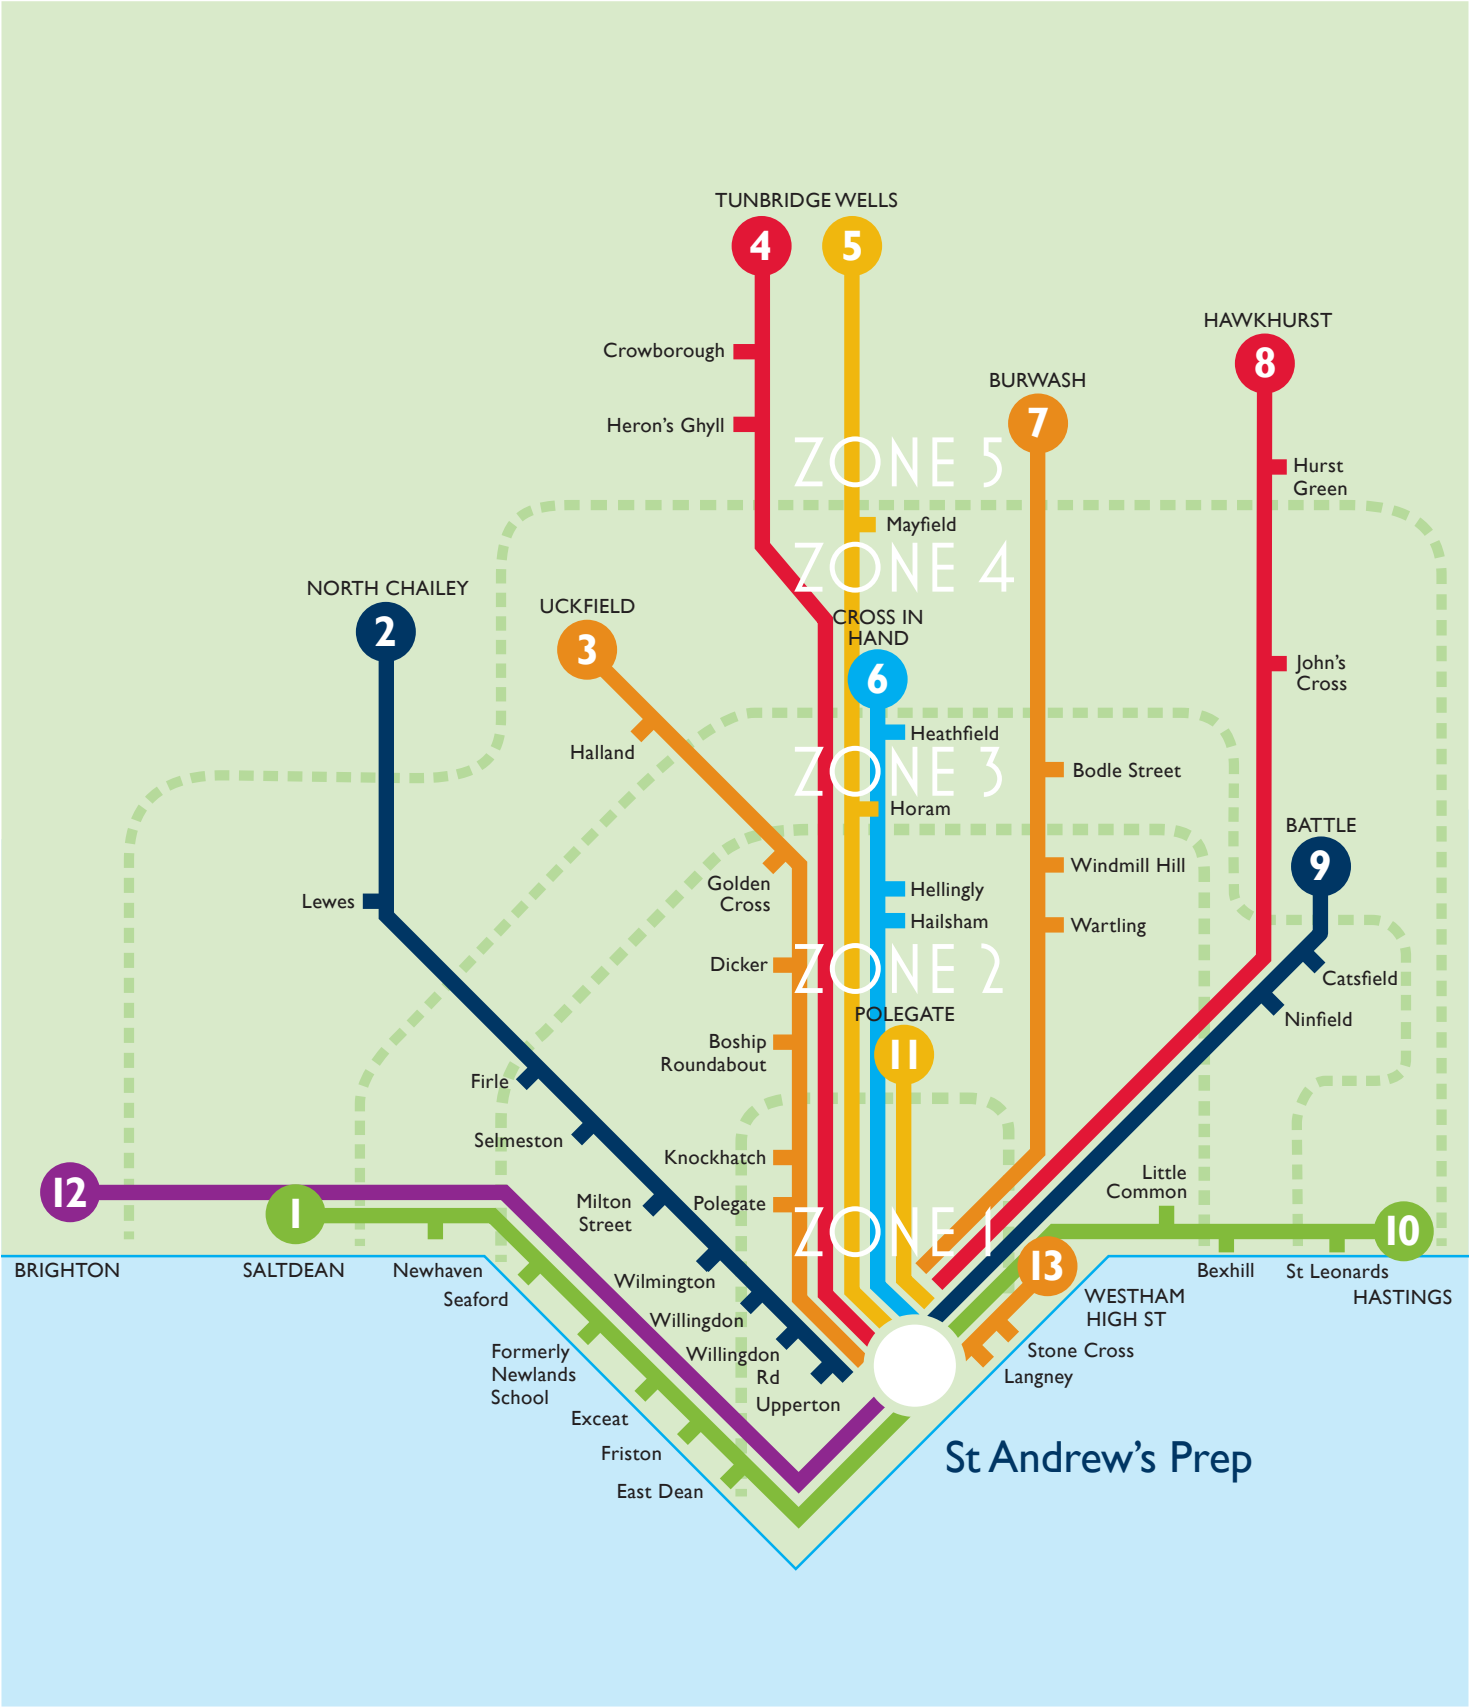 TUNBRIDGE WELLS
4
5
HAWKHURST
8
Crowborough
BURWASH
7
Heron's Ghyll
ZONE 5
Hurst
Green
Mayfield
ZONE 4
NORTH CHAILEY
2
UCKFIELD
3
CROSS IN
HAND
6
John's
Cross
Halland
Heathfield
ZONE 3
Bodle Street
Horam
BATTLE
9
Windmill Hill
Golden
Cross
Hellingly
Lewes
Hailsham
Wartling
Dicker
ZONE 2
Catsfield
POLEGATE
11
Ninfield
Boship
Roundabout
Firle
Selmeston
Knockhatch
Little
Common
12
1
Milton
Street
Polegate
ZONE 1
10
13
BRIGHTON
SALTDEAN
Newhaven
Wilmington
Bexhill
St Leonards
HASTINGS
Seaford
WESTHAM
HIGH ST
Willingdon
Formerly
Newlands
School
Willingdon
Rd
Stone Cross
Langney
Upperton
Exceat
Friston
St Andrew's Prep
East Dean